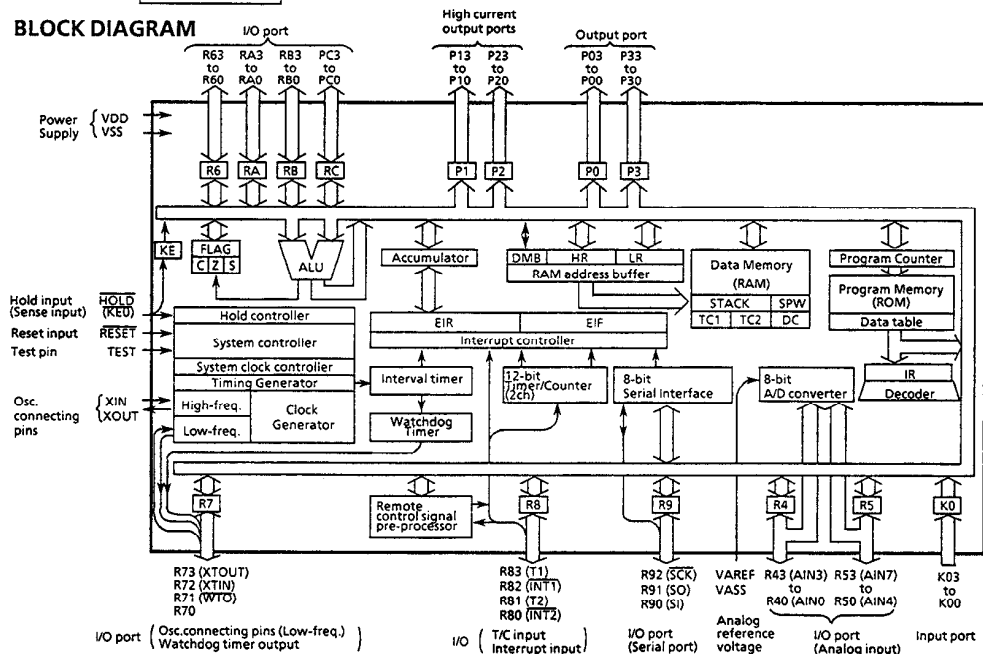 BLOCK DIAGRAM
I/O port
High current
output ports
Output port
R63 to R60
RA3 to RA0
RB3 to RB0
PC3 to PC0
P13 to P10
P23 to P20
P03 to P00
P33 to P30
Power Supply
VDD
VSS
R6
RA
RB
RC
P1
P2
P0
P3
KE
FLAG
C Z S
ALU
Accumulator
DMB HR LR
RAM address buffer
Data Memory
(RAM)
STACK SPW
TC1 TC2 DC
Program Counter
Program Memory
(ROM)
Data table
Hold input
(Sense input)
HOLD
(KE0)
Reset input RESET
Test pin TEST
Hold controller
System controller
System clock controller
Timing Generator
High-freq.
Low-freq.
Clock
Generator
Osc.
connecting
pins
XIN
XOUT
EIR EIF
Interrupt controller
Interval timer
Watchdog
Timer
12-bit
Timer/Counter
(2ch)
8-bit
Serial Interface
8-bit
A/D converter
IR
Decoder
R7
Remote
control signal
pre-processor
R8
R9
R4
R5
K0
R73 (XTOUT)
R72 (XTIN)
R71 (WTO)
R70
R83 (T1)
R82 (INT1)
R81 (T2)
R80 (INT2)
R92 (SCK)
R91 (SO)
R90 (SI)
VAREF
VASS
R43 (AIN3)
to
R40 (AIN0
R53 (AIN7)
to
R50 (AIN4)
K03
to
K00
I/O port (Osc.connecting pins (Low-freq.)
Watchdog timer output)
I/O (T/C input
Interrupt input)
I/O port
(Serial port)
Analog
reference
voltage
I/O port
(Analog input)
Input port